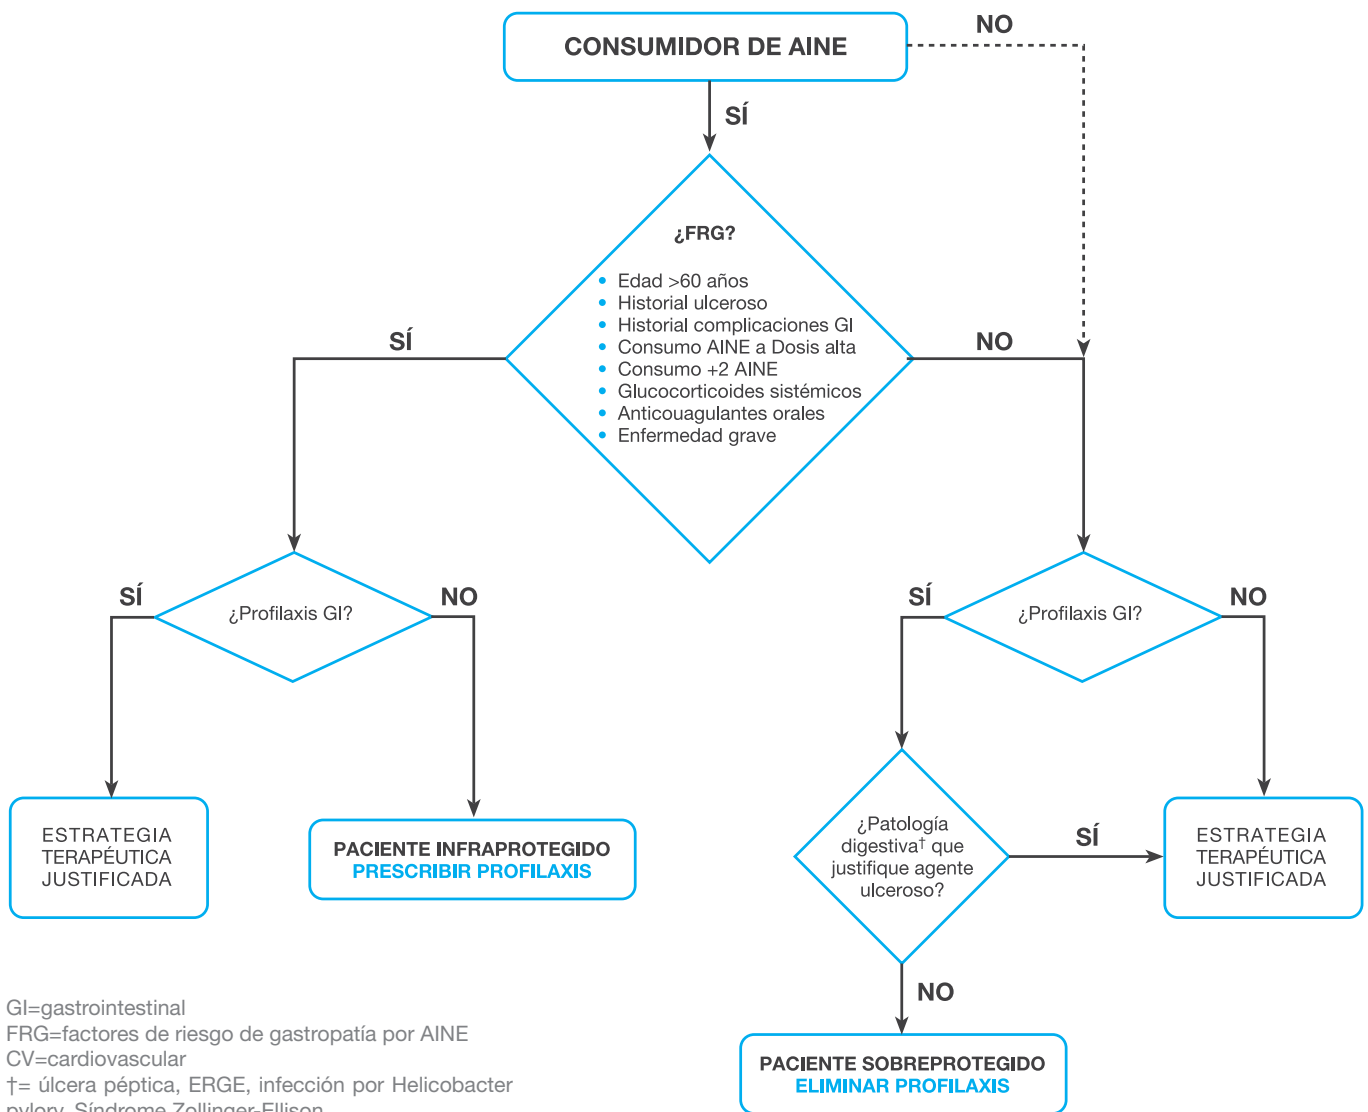 CONSUMIDOR DE AINE
NO
SÍ
¿FRG?
Edad >60 años
Historial ulceroso
Historial complicaciones GI
Consumo AINE a Dosis alta
Consumo +2 AINE
Glucocorticoides sistémicos
Anticouagulantes orales
Enfermedad grave
SÍ
NO
SÍ
¿Profilaxis GI?
NO
SÍ
¿Profilaxis GI?
NO
ESTRATEGIA
TERAPÉUTICA
JUSTIFICADA
PACIENTE INFRAPROTEGIDO
PRESCRIBIR PROFILAXIS
¿Patología
digestiva† que
justifique agente
ulceroso?
SÍ
ESTRATEGIA
TERAPÉUTICA
JUSTIFICADA
NO
PACIENTE SOBREPROTEGIDO
ELIMINAR PROFILAXIS
GI=gastrointestinal
FRG=factores de riesgo de gastropatía por AINE
CV=cardiovascular
†= úlcera péptica, ERGE, infección por Helicobacter
pylory, Síndrome Zollinger-Ellison